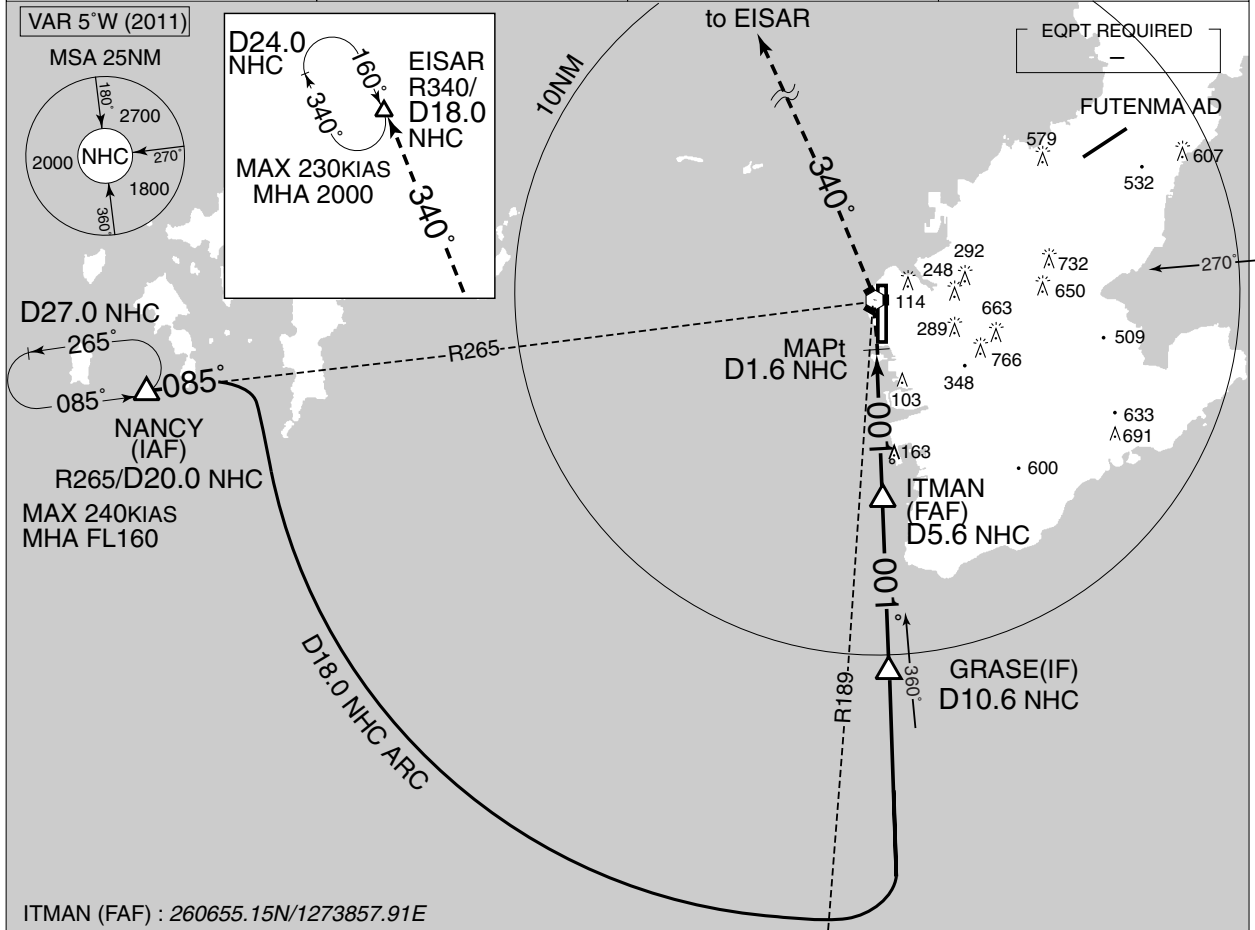 VAR 5°W (2011)
MSA 25NM
180°
2700
2000
NHC
270°
1800
360°
D24.0
NHC
160°
340°
EISAR
R340/
D18.0
NHC
MAX 230KIAS
MHA 2000
340°
10NM
to EISAR
340°
EQPT REQUIRED
–
FUTENMA AD
579
607
532
292
248
732
270°
114
650
663
289
509
766
348
MAPt
D1.6 NHC
103
001°
633
691
163
600
D27.0 NHC
265°
085°
085°
R265
NANCY
(IAF)
R265/D20.0 NHC
MAX 240KIAS
MHA FL160
ITMAN
(FAF)
D5.6 NHC
001°
GRASE(IF)
D10.6 NHC
360°
R189
D18.0 NHC ARC
ITMAN (FAF) : 260655.15N/1273857.91E